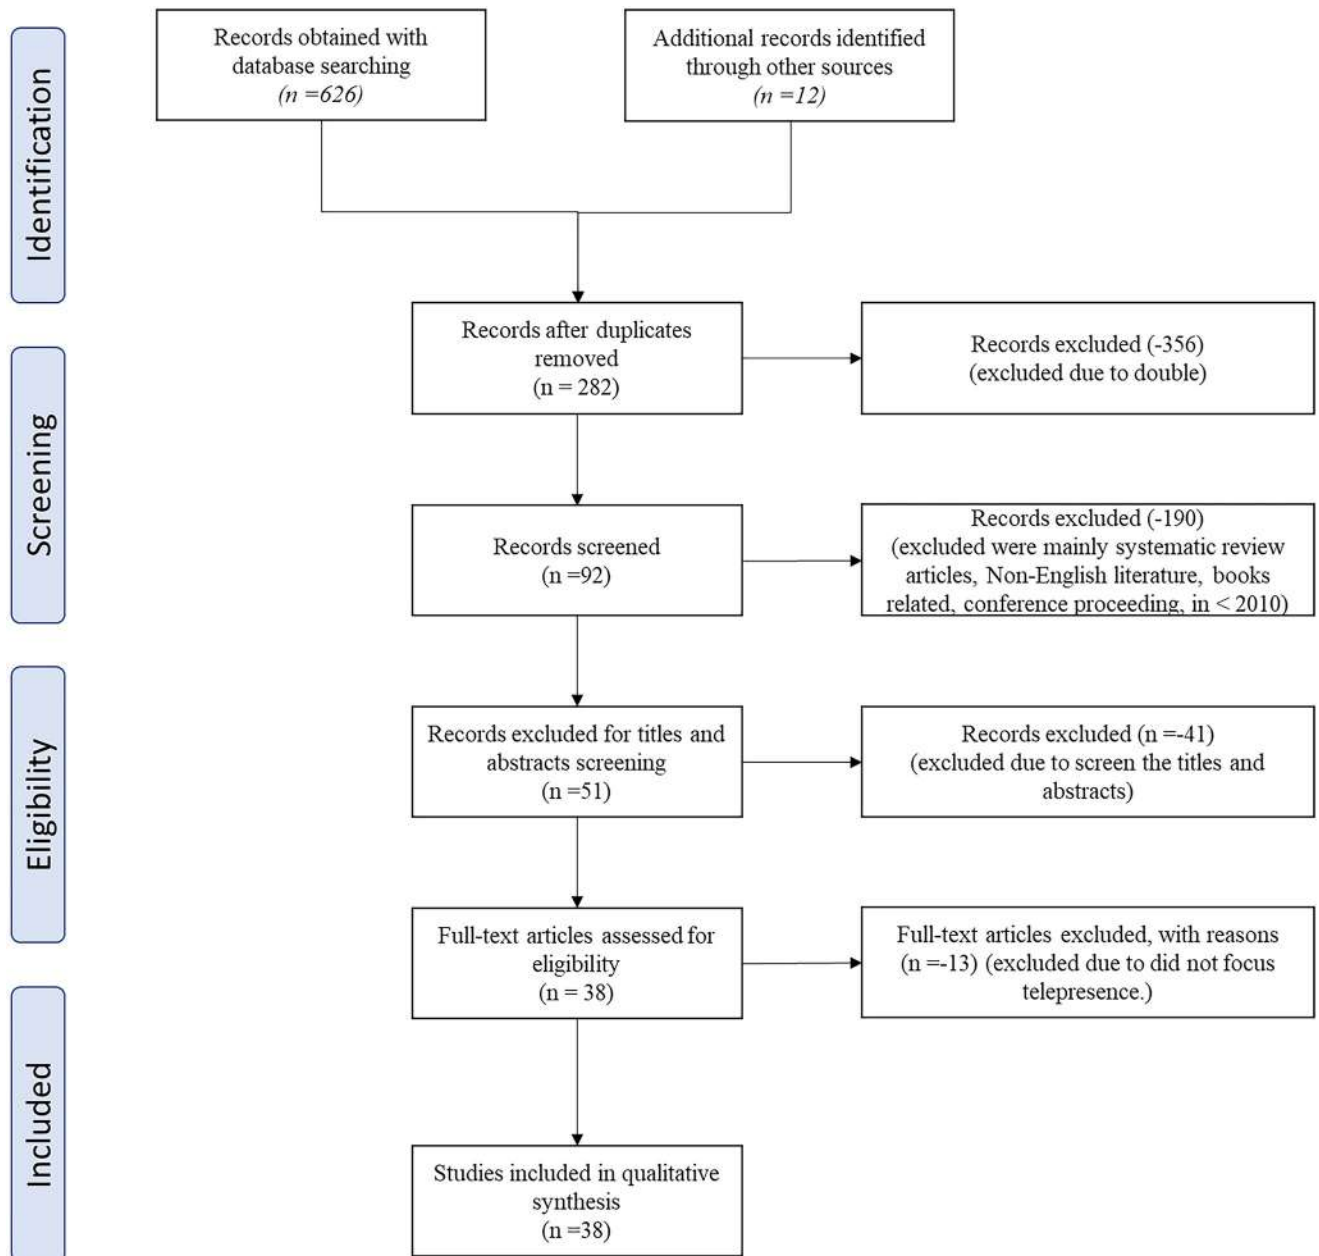 Identification
Records obtained with
database searching
(n =626)
Additional records identified
through other sources
(n =12)
Screening
Records after duplicates
removed
(n = 282)
Records excluded (-356)
(excluded due to double)
Records screened
(n =92)
Records excluded (-190)
(excluded were mainly systematic review
articles, Non-English literature, books
related, conference proceeding, in < 2010)
Eligibility
Records excluded for titles and
abstracts screening
(n =51)
Records excluded (n =-41)
(excluded due to screen the titles and
abstracts)
Full-text articles assessed for
eligibility
(n = 38)
Full-text articles excluded, with reasons
(n =-13) (excluded due to did not focus
telepresence.)
Included
Studies included in qualitative
synthesis
(n =38)